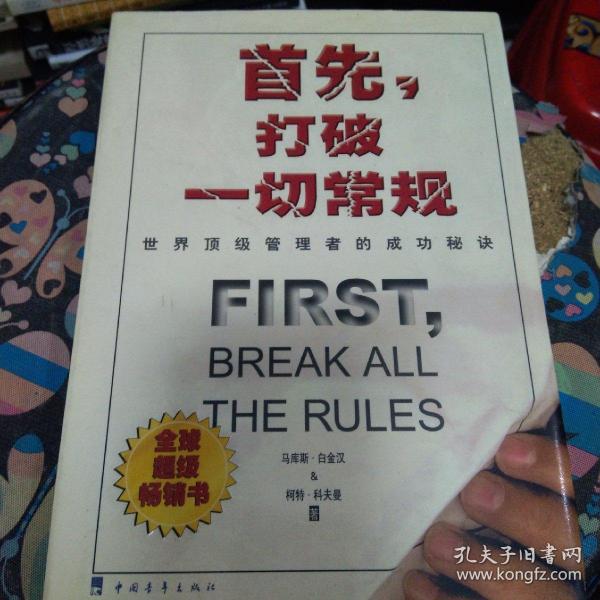 首先，
打破
一切常规
世界顶级管理者的成功秘诀
FIRST,
BREAK ALL
THE RULES
全球
超级
畅销书
马库斯·白金汉
&
柯特·科夫曼
著
中国青年出版社
孔夫子旧书网
www.kongfz.com